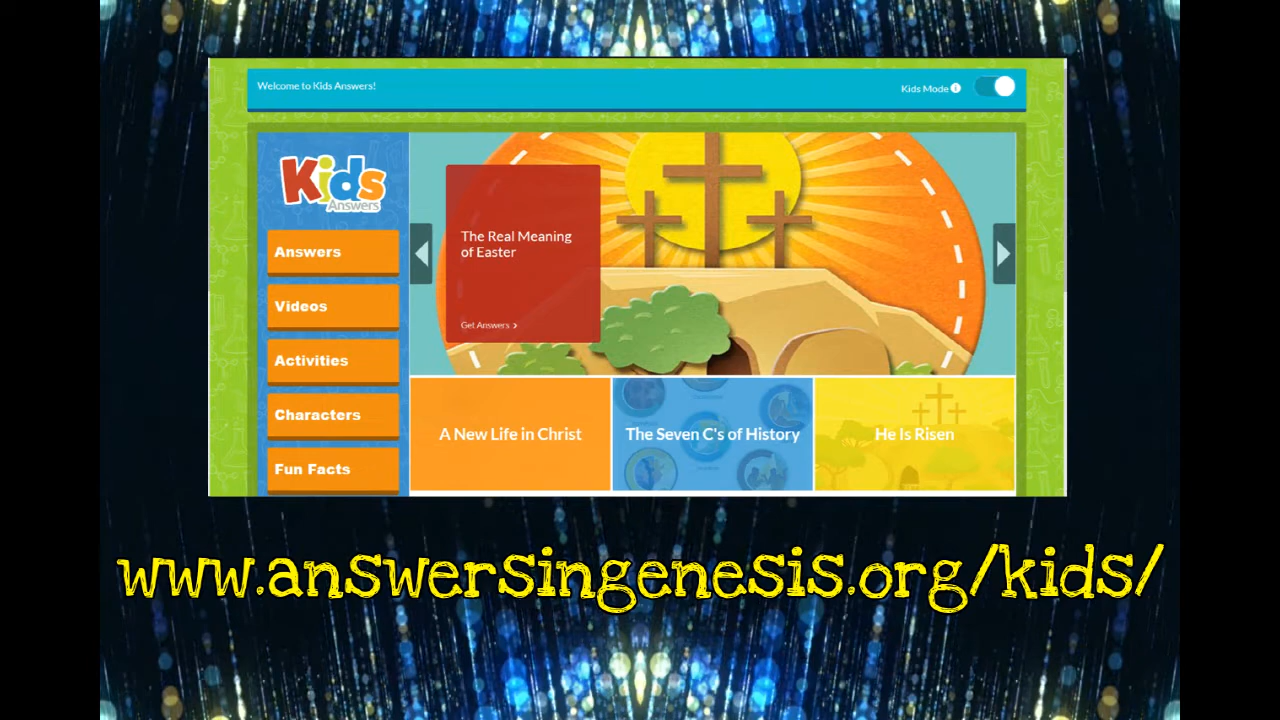 Welcome to Kids Answers!
Kids Mode
Kids
Answers
Answers
Videos
Activities
Characters
Fun Facts
The Real Meaning
of Easter
Get Answers >
A New Life in Christ
The Seven C's of History
He Is Risen
www.answersingenesis.org/kids/